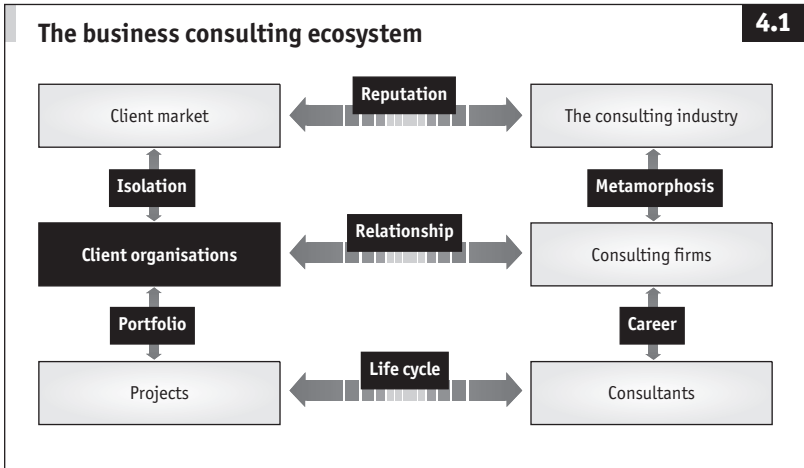 The business consulting ecosystem
4.1
Reputation
Client market
The consulting industry
Isolation
Metamorphosis
Relationship
Client organisations
Consulting firms
Portfolio
Career
Life cycle
Projects
Consultants